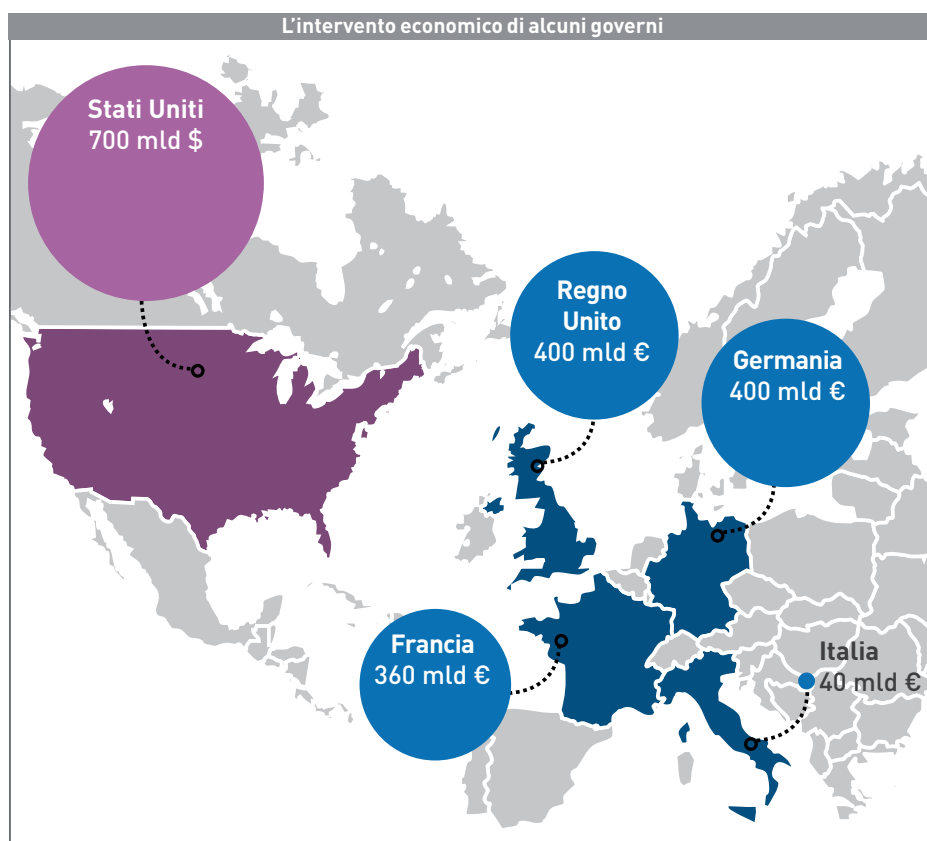 L'intervento economico di alcuni governi
Stati Uniti
700 mld $
Regno
Unito
400 mld €
Germania
400 mld €
Francia
360 mld €
Italia
40 mld €